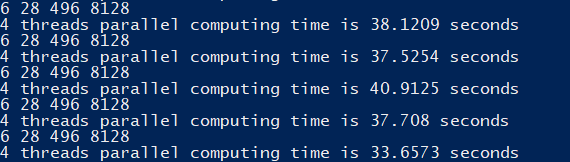 6 28 496 8128
4 threads parallel computing time is 38.1209 seconds
6 28 496 8128
4 threads parallel computing time is 37.5254 seconds
6 28 496 8128
4 threads parallel computing time is 40.9125 seconds
6 28 496 8128
4 threads parallel computing time is 37.708 seconds
6 28 496 8128
4 threads parallel computing time is 33.6573 seconds